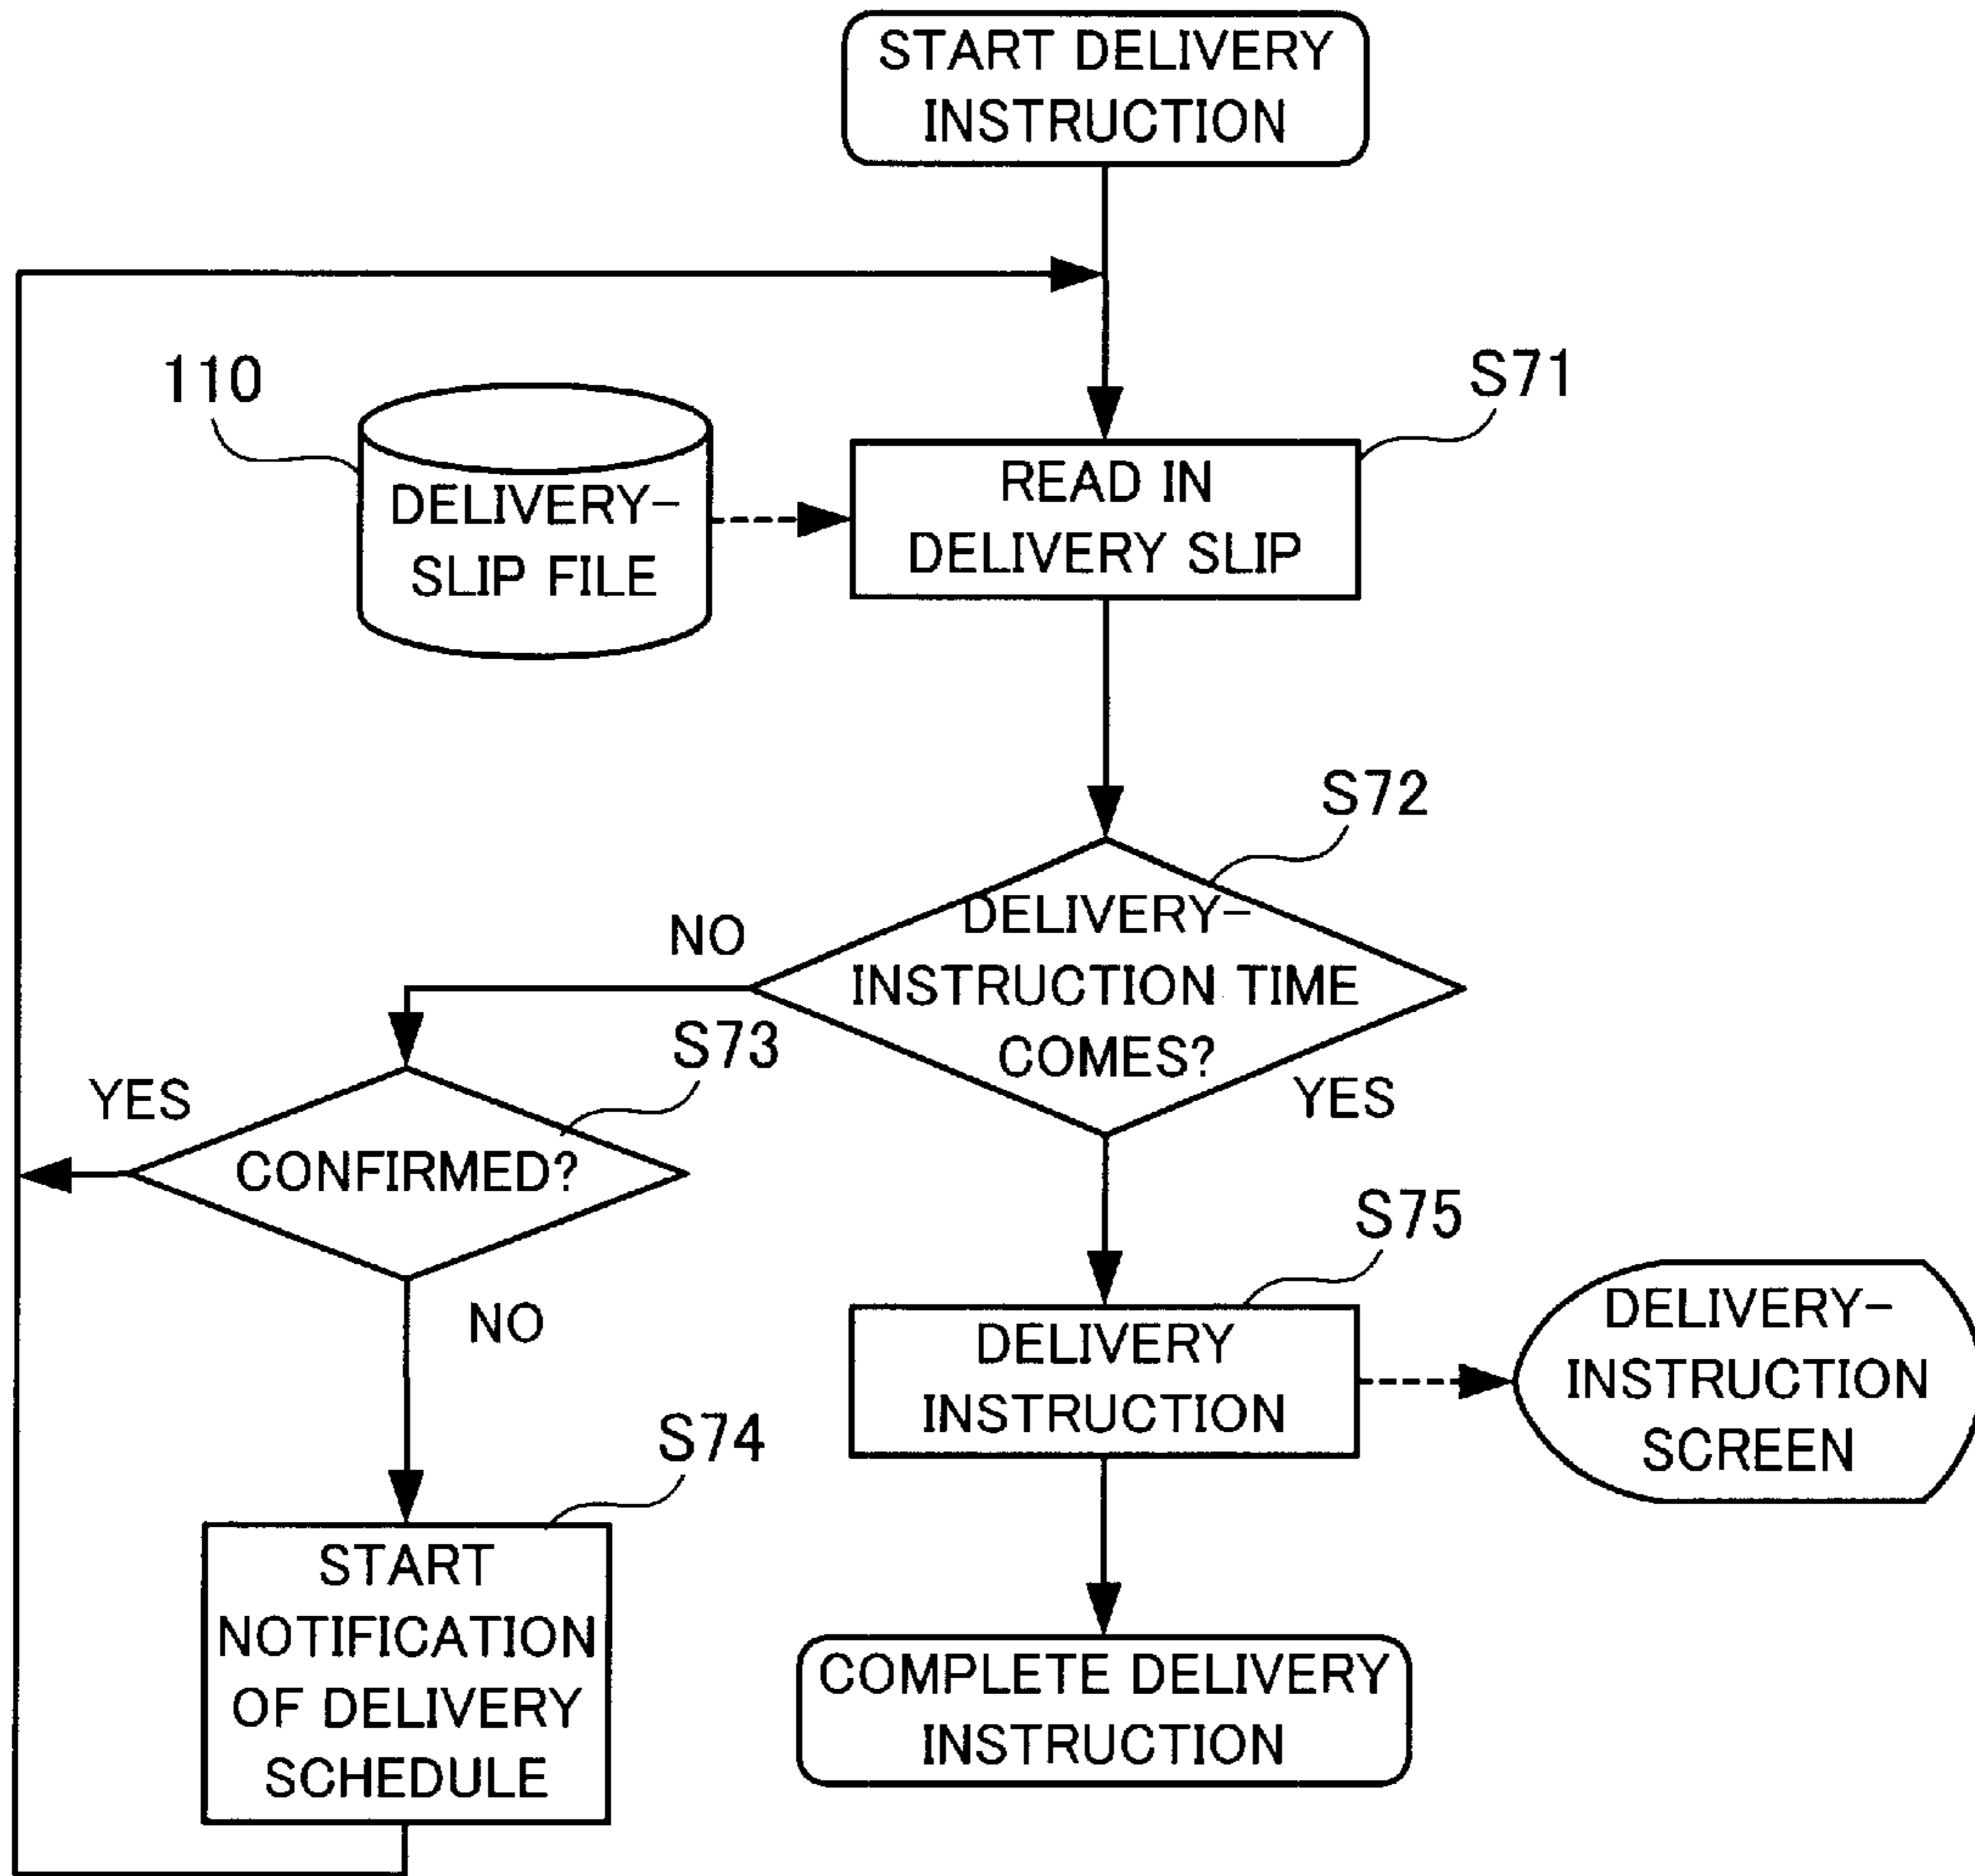 START DELIVERY
INSTRUCTION
110
S71
DELIVERY-
SLIP FILE
READ IN
DELIVERY SLIP
S72
NO
DELIVERY-
INSTRUCTION TIME
COMES?
YES
S73
YES
CONFIRMED?
NO
S75
DELIVERY
INSTRUCTION
DELIVERY-
INSTRUCTION
SCREEN
S74
START
NOTIFICATION
OF DELIVERY
SCHEDULE
COMPLETE DELIVERY
INSTRUCTION